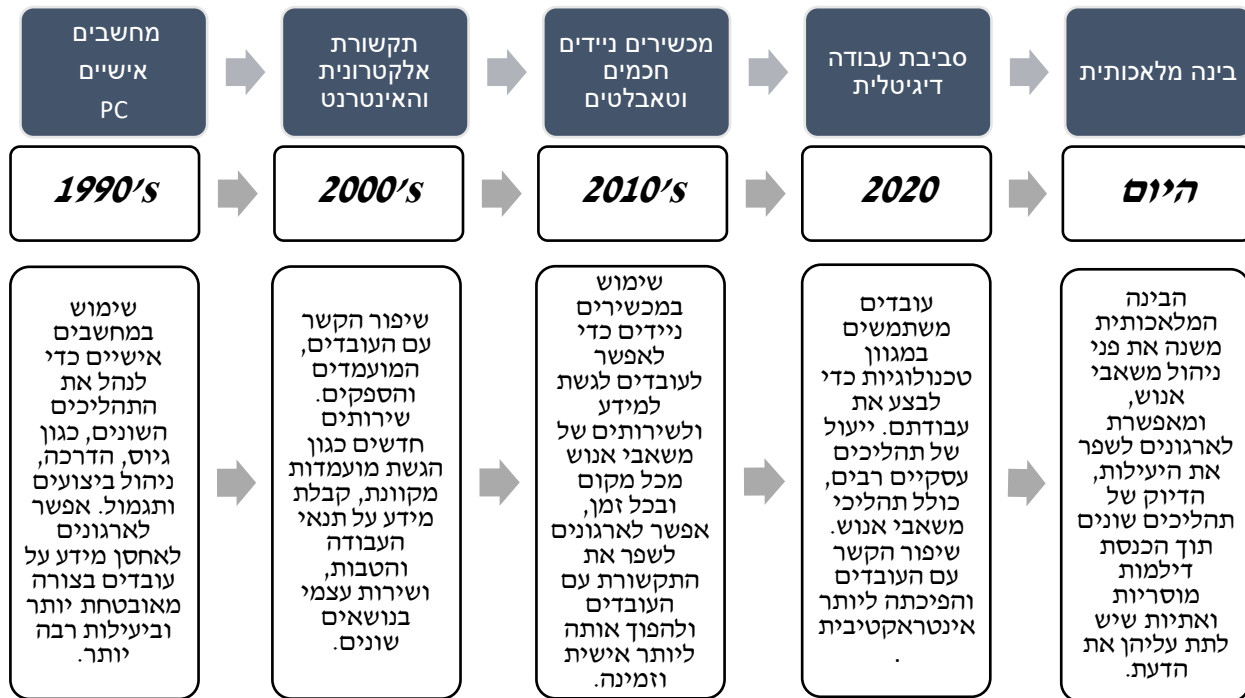 מחשבים
אישיים
PC
תקשורת
אלקטרונית
והאינטרנט
מכשירים ניידים
חכמים
וטאבלטים
סביבת עבודה
דיגיטלית
בינה מלאכותית
1990's
2000's
2010's
2020
היום
שימוש
במחשבים
אישיים כדי
לנהל את
התהליכים
השונים, כגון
גיוס, הדרכה,
ניהול ביצועים
ותגמול. אפשר
לארגונים
לאחסן מידע על
עובדים בצורה
מאובטחת יותר
וביעילות רבה
יותר.
שיפור הקשר
עם העובדים,
המועמדים
והספקים.
שירותים
חדשים כגון
הגשת מועמדות
מקוונת, קבלת
מידע על תנאי
העבודה
והטבות,
ושירות עצמי
בנושאים
שונים.
שימוש
במכשירים
ניידים כדי
לאפשר
לעובדים לגשת
למידע
ולשירותים של
משאבי אנוש
מכל מקום
ובכל זמן,
אפשר לארגונים
לשפר את
התקשורת עם
העובדים
ולהפוך אותה
ליותר אישית
וזמינה.
עובדים
משתמשים
במגוון
טכנולוגיות כדי
לבצע את
עבודתם. ייעול
של תהליכים
עסקיים רבים,
כולל תהליכי
משאבי אנוש.
שיפור הקשר
עם העובדים
והפיכתה ליותר
אינטראקטיבית
.
הבינה
המלאכותית
משנה את פני
ניהול משאבי
אנוש,
ומאפשרת
לארגונים לשפר
את היעילות,
הדיוק של
תהליכים שונים
תוך הכנסת
דילמות
מוסריות
ואתיות שיש
לתת עליהן את
הדעת.